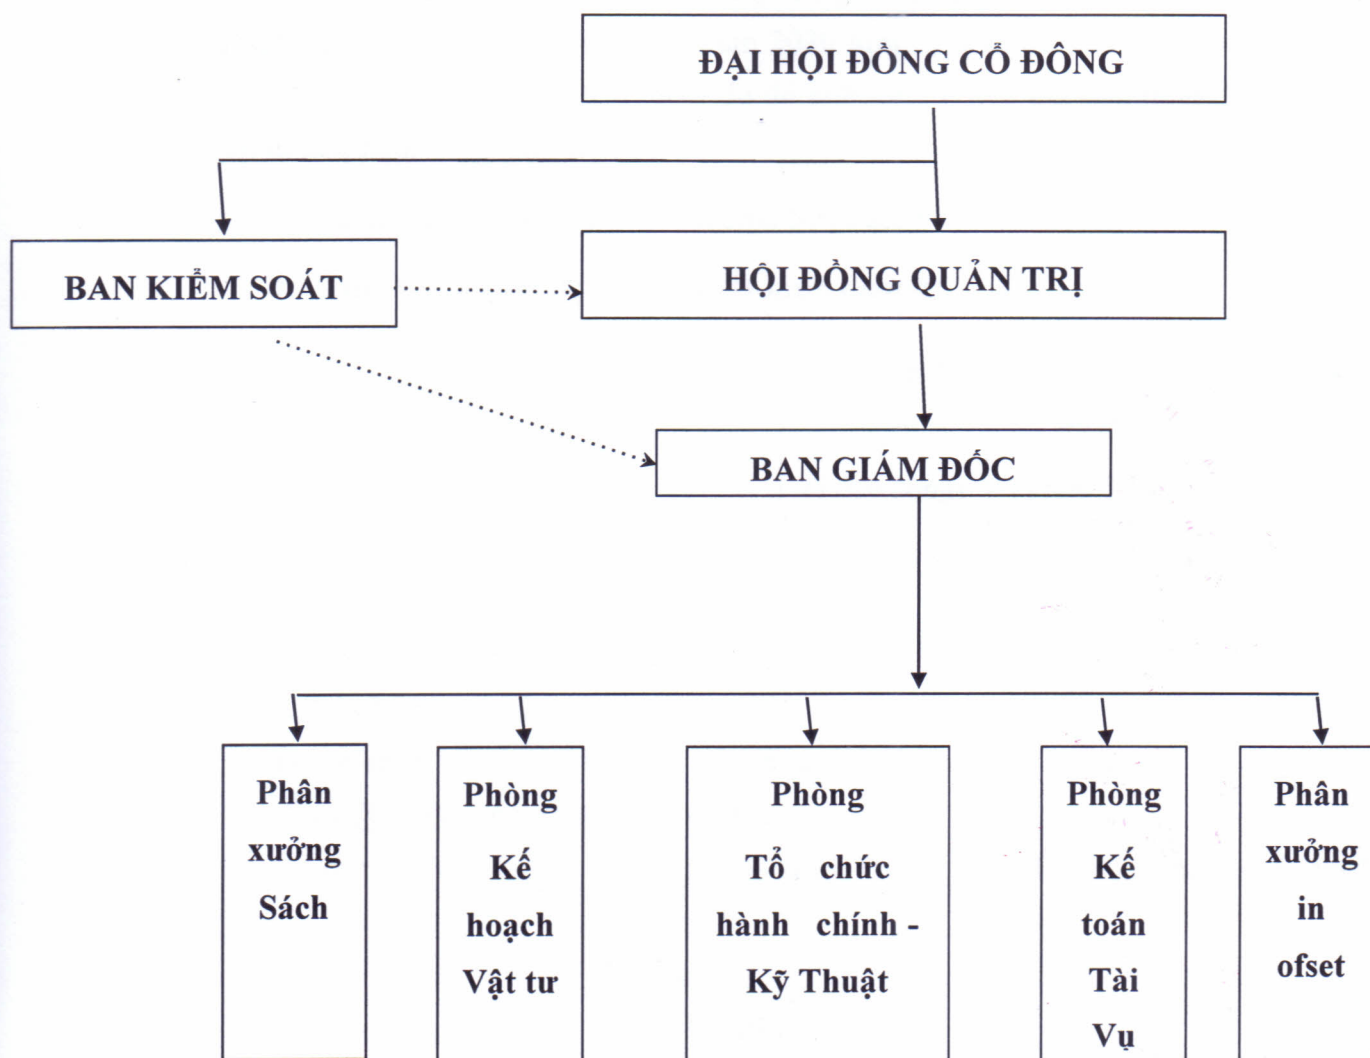 ĐẠI HỘI ĐỒNG CỔ ĐÔNG
BAN KIỂM SOÁT
HỘI ĐỒNG QUẢN TRỊ
BAN GIÁM ĐỐC
Phân
xưởng
Sách
Phòng
Kế
hoạch
Vật tư
Phòng
Tổ chức
hành chính -
Kỹ Thuật
Phòng
Kế
toán
Tài
Vụ
Phân
xưởng
in
ofset